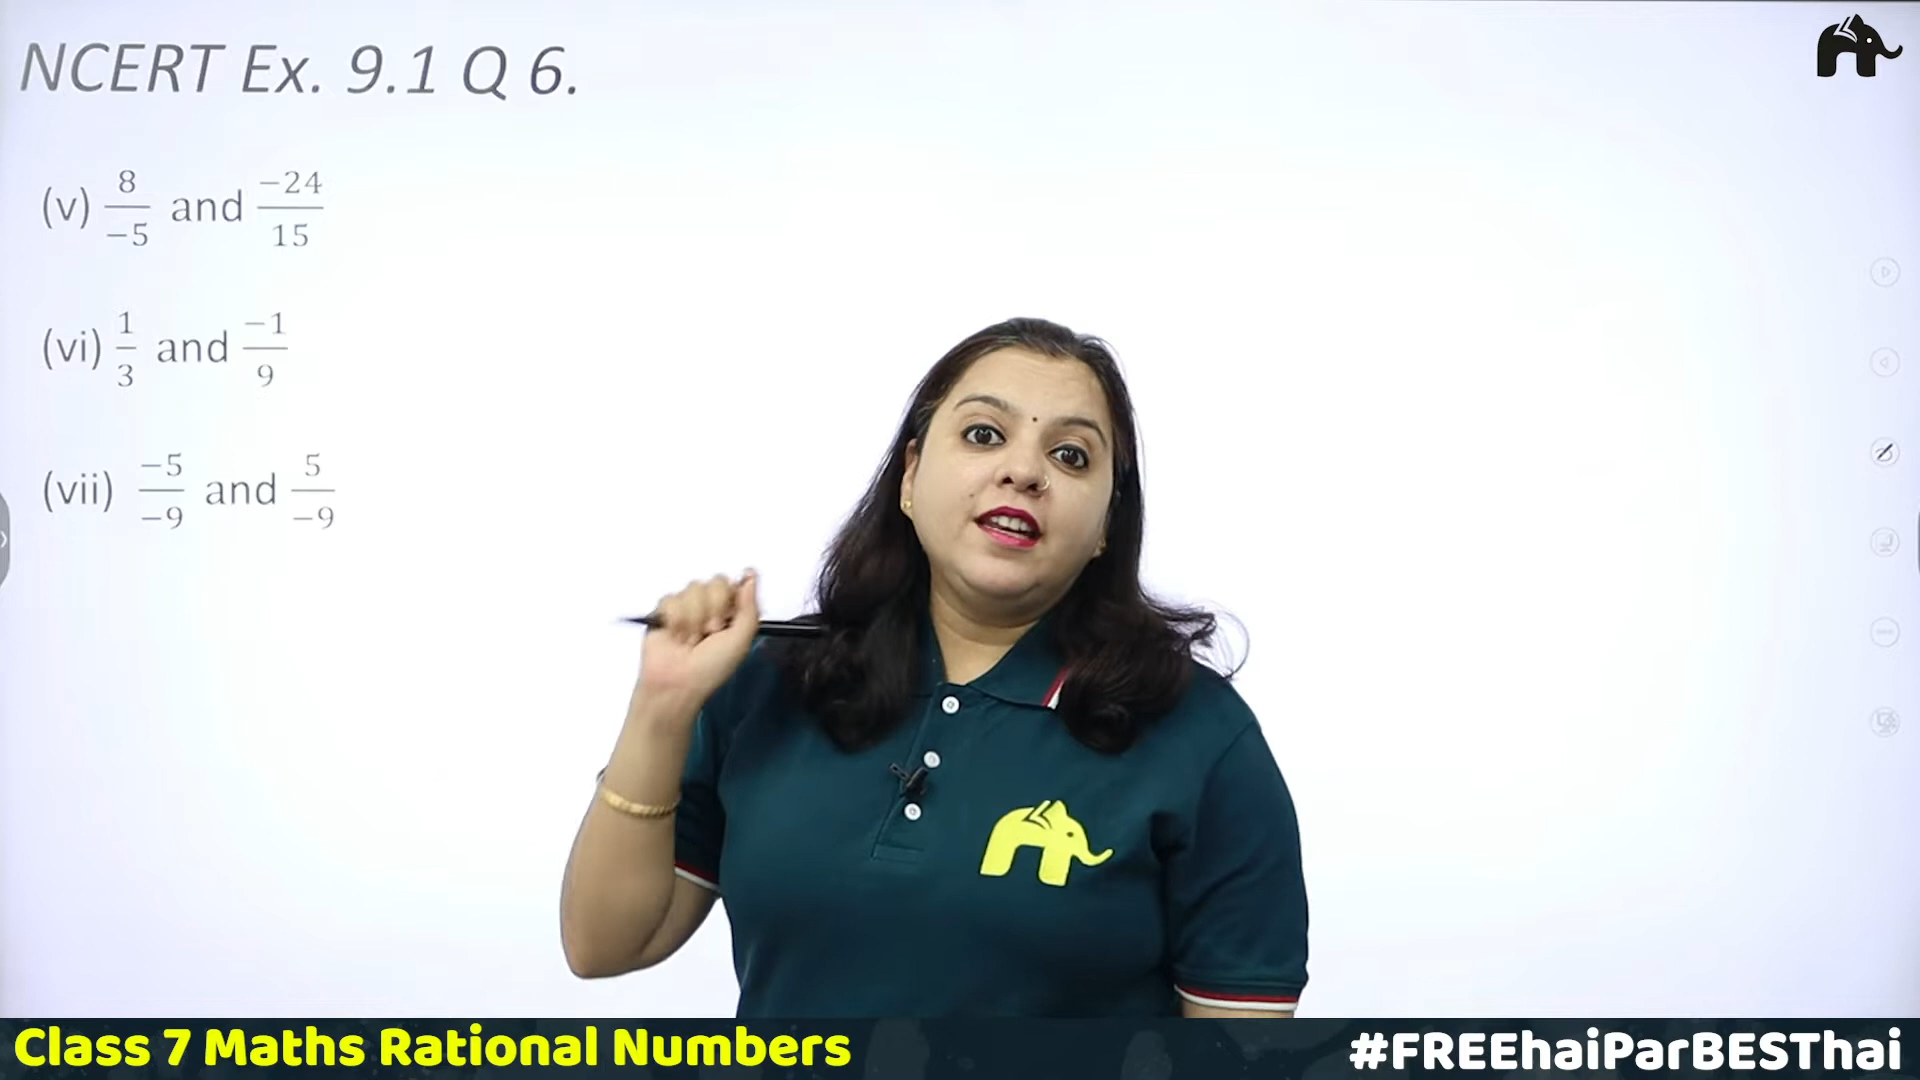 NCERT Ex. 9.1 Q 6.
(v) 8/−5 and −24/15
(vi) 1/3 and −1/9
(vii) −5/−9 and 5/−9
Class 7 Maths Rational Numbers
#FREEhaiParBESThai